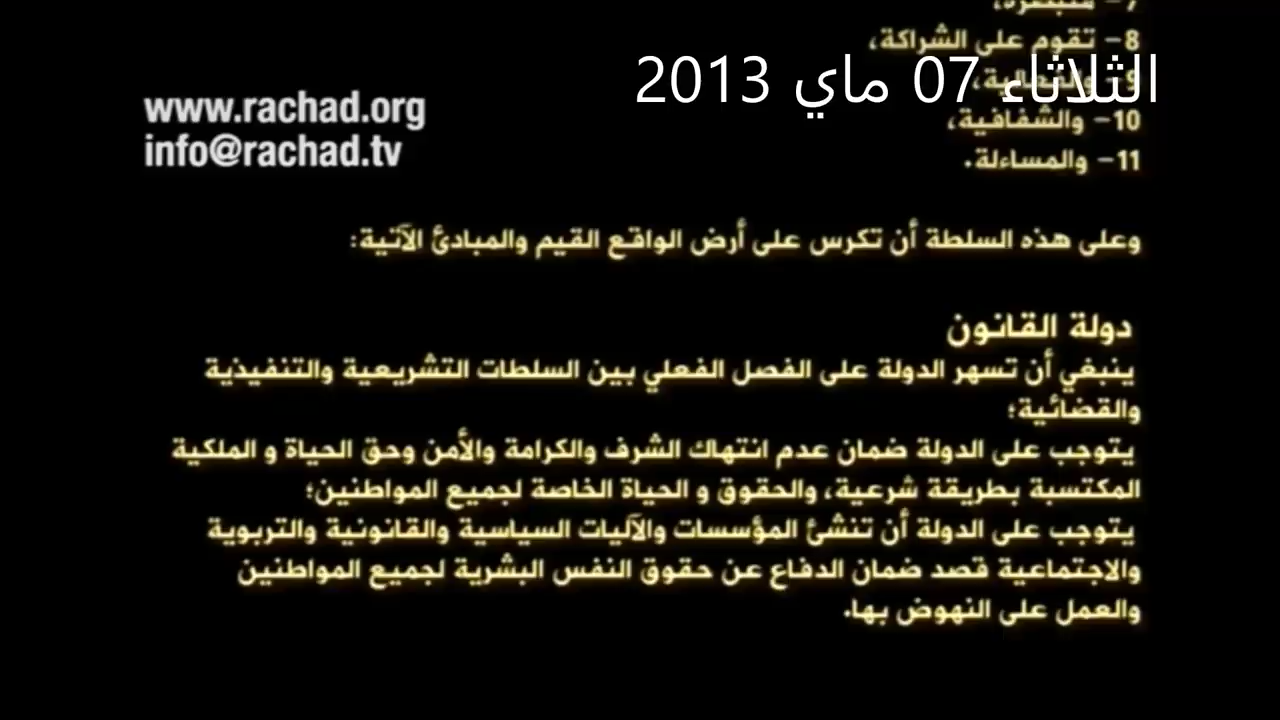 7- متبصرة،
8- تقوم على الشراكة،
الثلاثاء 07 ماي 2013
9- والفعالية،
www.rachad.org
info@rachad.tv
10- والشفافية،
11- والمساءلة.
وعلى هذه السلطة أن تكرس على أرض الواقع القيم والمبادئ الآتية:
دولة القانون
ينبغي أن تسهر الدولة على الفصل الفعلي بين السلطات التشريعية والتنفيذية
والقضائية؛
يتوجب على الدولة ضمان عدم انتهاك الشرف والكرامة والأمن وحق الحياة و الملكية
المكتسبة بطريقة شرعية، والحقوق و الحياة الخاصة لجميع المواطنين؛
يتوجب على الدولة أن تنشئ المؤسسات والآليات السياسية والقانونية والتربوية
والاجتماعية قصد ضمان الدفاع عن حقوق النفس البشرية لجميع المواطنين
والعمل على النهوض بها.